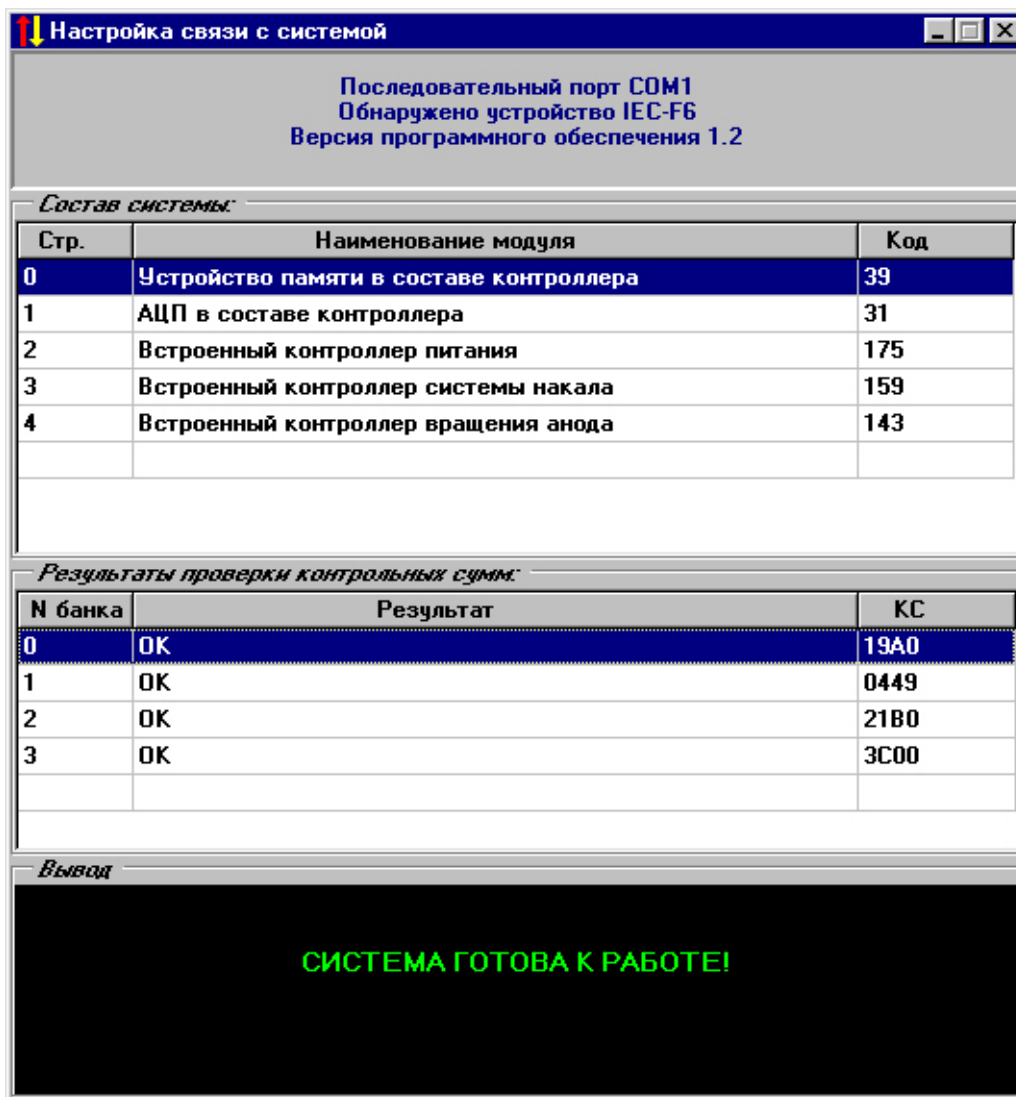 Настройка связи с системой
Последовательный порт COM1
Обнаружено устройство IEC-F6
Версия программного обеспечения 1.2
Состав системы:
Стр. Наименование модуля Код
0 Устройство памяти в составе контроллера 39
1 АЦП в составе контроллера 31
2 Встроенный контроллер питания 175
3 Встроенный контроллер системы накала 159
4 Встроенный контроллер вращения анода 143
Результаты проверки контрольных сумм:
N банка Результат КС
0 OK 19A0
1 OK 0449
2 OK 21B0
3 OK 3C00
Вывод
СИСТЕМА ГОТОВА К РАБОТЕ!